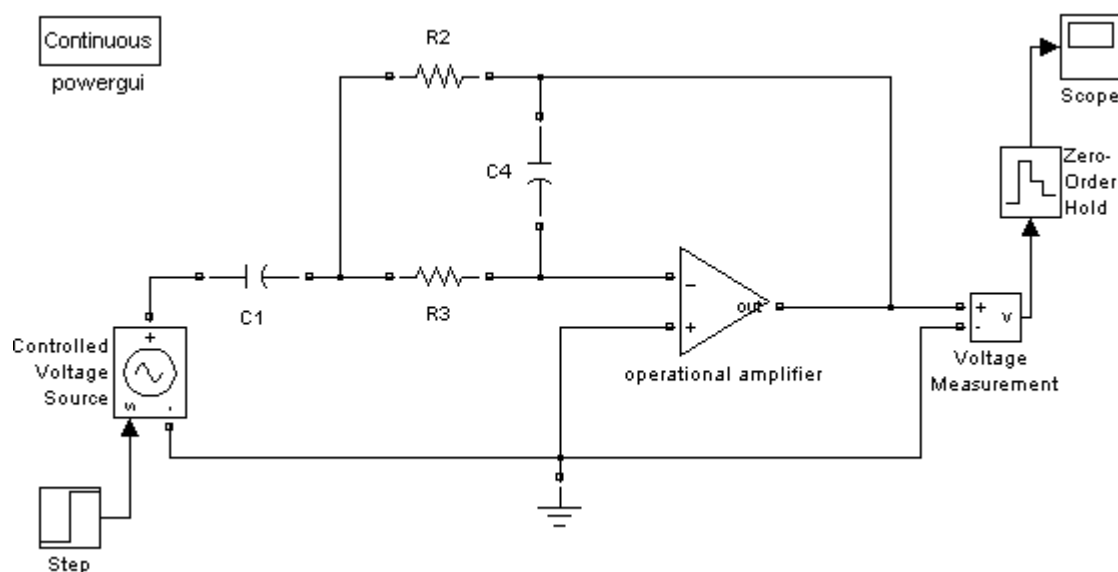 Continuous
powergui
R2
Scope
C4
Zero-
Order
Hold
C1
R3
−
+
out
operational amplifier
+
-
v
Voltage
Measurement
Controlled
Voltage
Source
+
s
-
Step